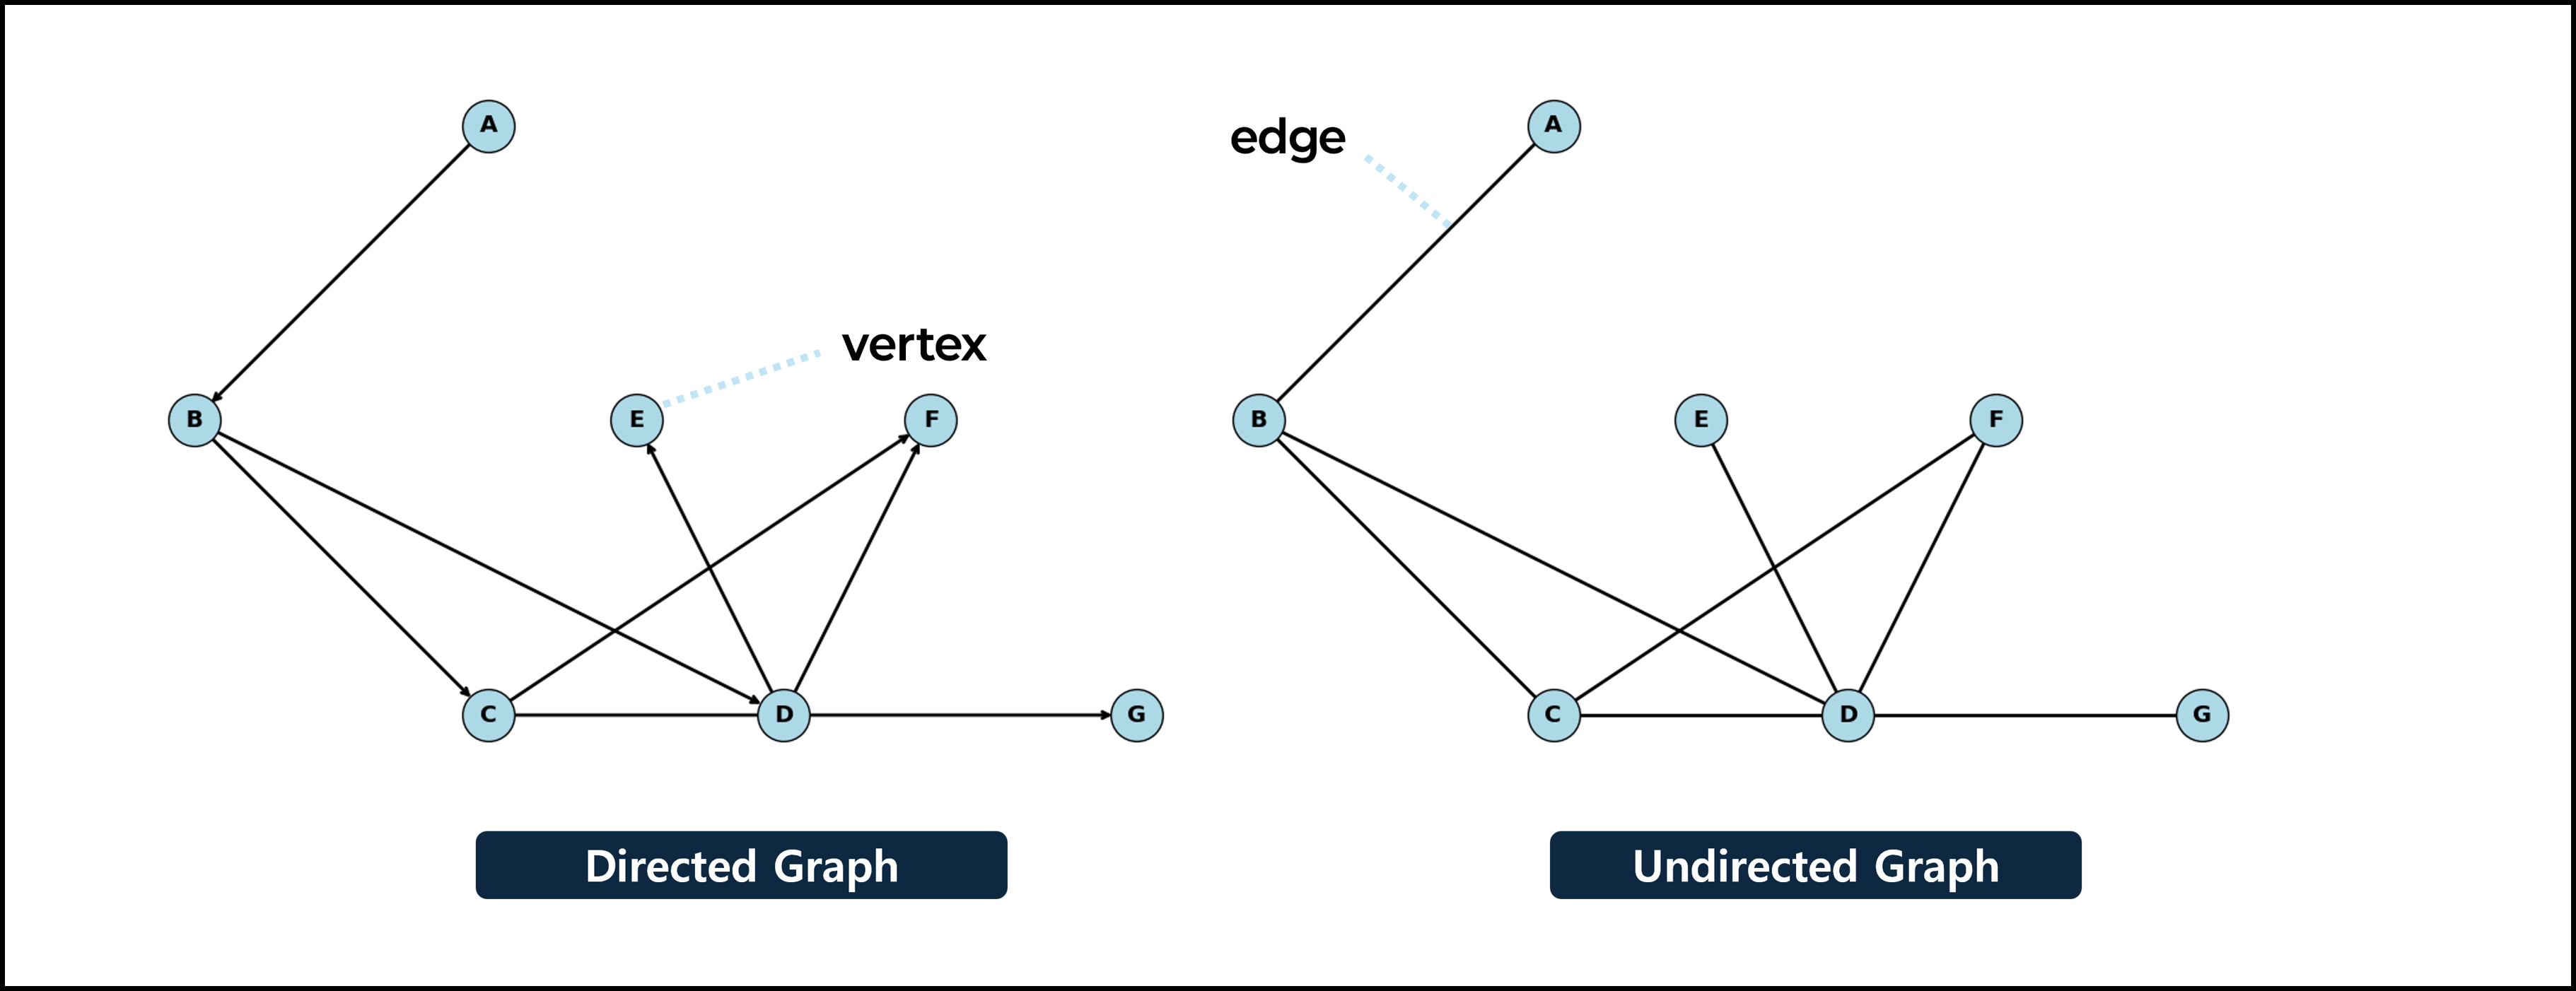 A
B
vertex
E
F
C
D
G
Directed Graph
edge
A
B
E
F
C
D
G
Undirected Graph